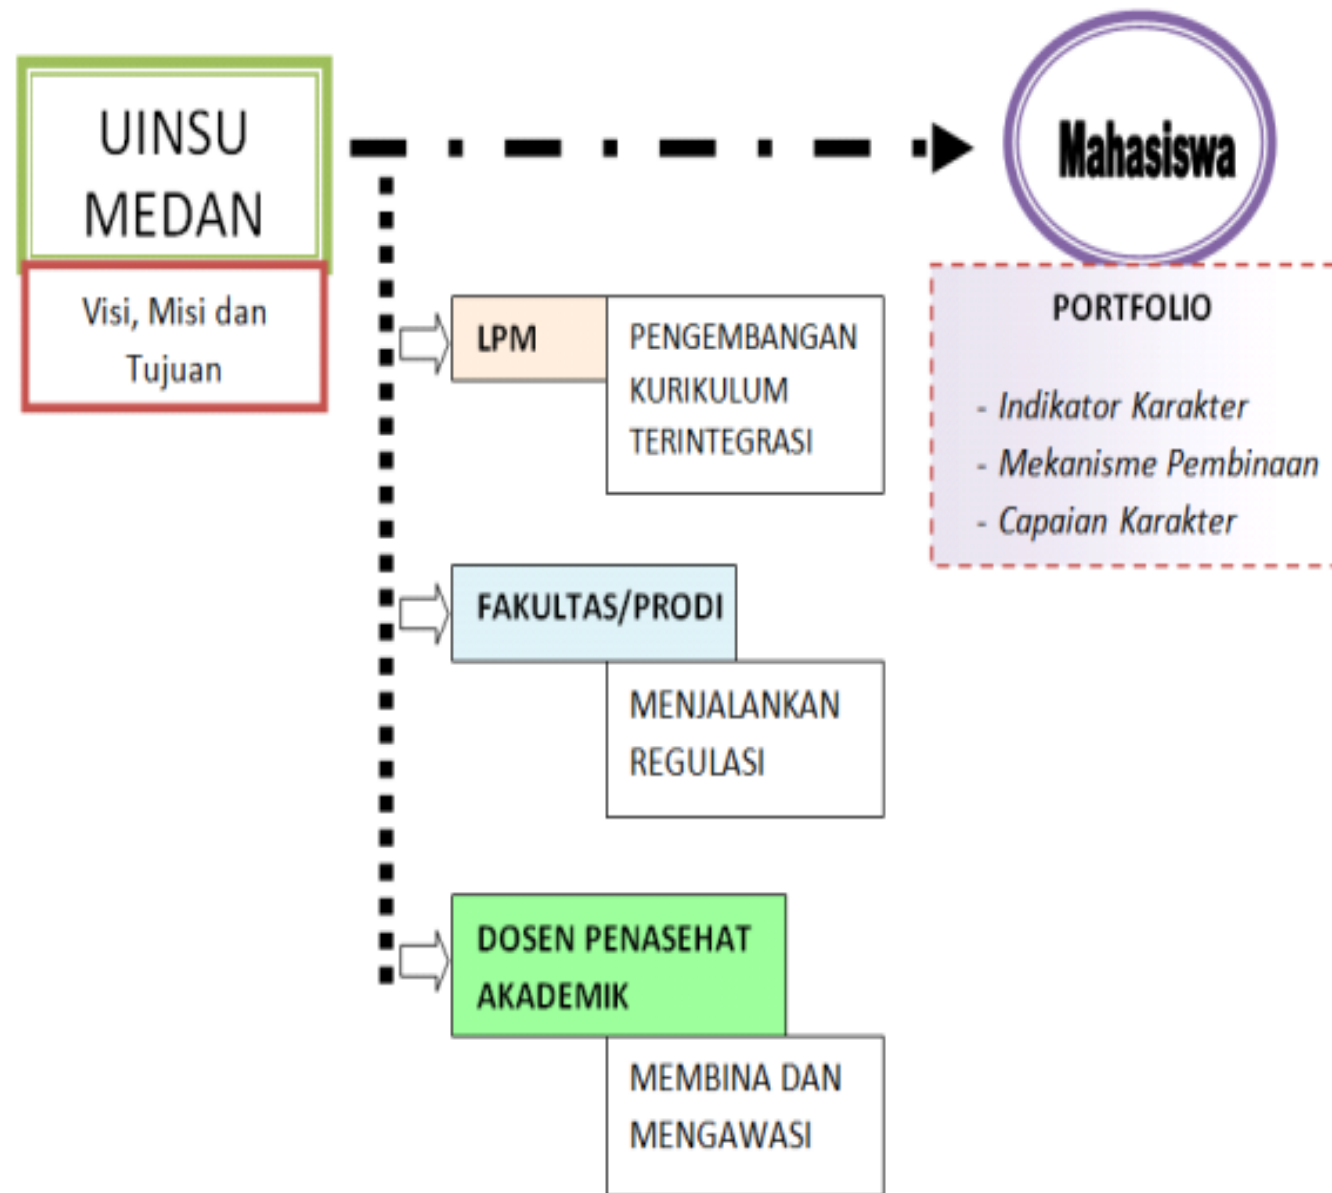 UINSU
MEDAN
Visi, Misi dan
Tujuan
Mahasiswa
PORTFOLIO
- Indikator Karakter
- Mekanisme Pembinaan
- Capaian Karakter
LPM
PENGEMBANGAN
KURIKULUM
TERINTEGRASI
FAKULTAS/PRODI
MENJALANKAN
REGULASI
DOSEN PENASEHAT
AKADEMIK
MEMBINA DAN
MENGAWASI